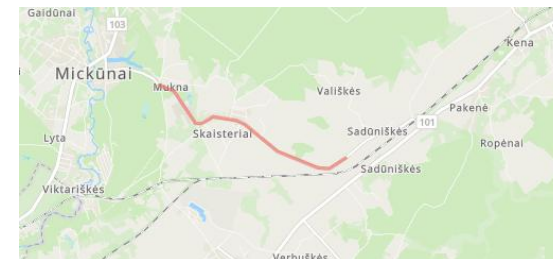 Gaidūnai
103
Mickūnai
Mukna
Kena
Vališkės
Pakenė
101
Lyta
Skaisteriai
Sadūniškės
Ropėnai
Sadūniškės
Viktariškės
Verbuškės